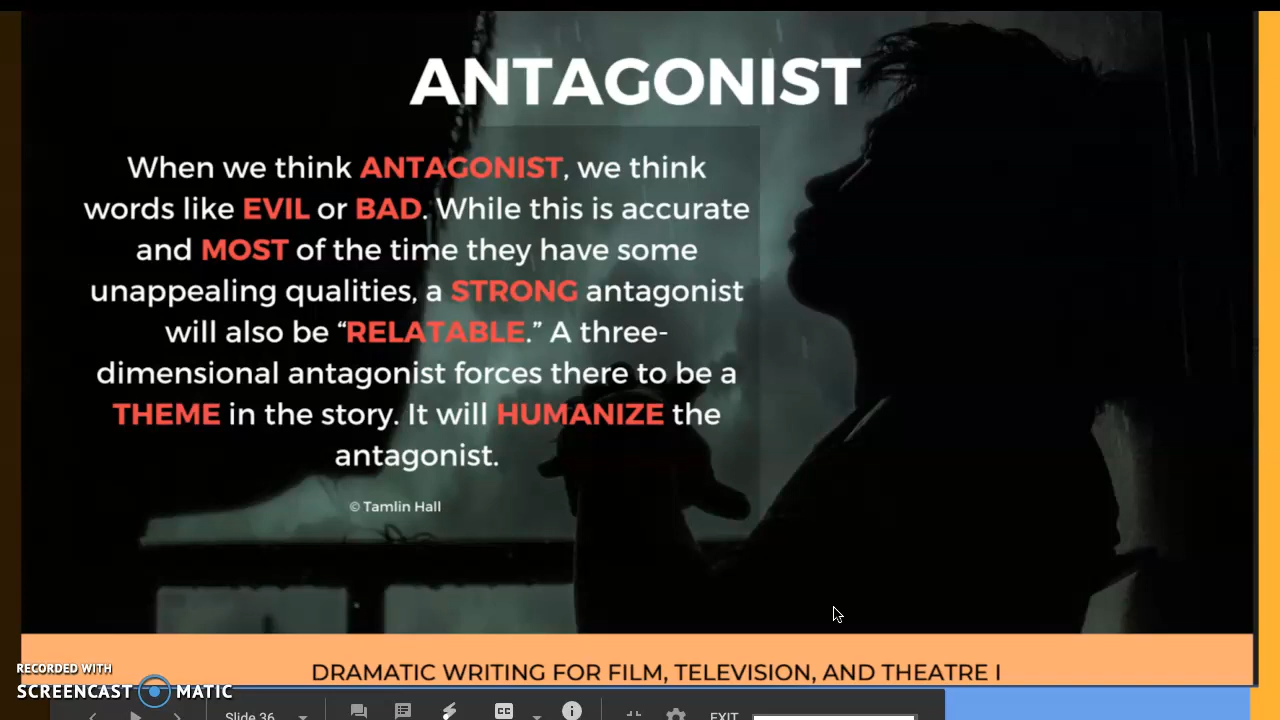 ANTAGONIST
When we think ANTAGONIST, we think
words like EVIL or BAD. While this is accurate
and MOST of the time they have some
unappealing qualities, a STRONG antagonist
will also be “RELATABLE.” A three-
dimensional antagonist forces there to be a
THEME in the story. It will HUMANIZE the
antagonist.
© Tamlin Hall
DRAMATIC WRITING FOR FILM, TELEVISION, AND THEATRE I
RECORDED WITH
SCREENCAST MATIC
Slide 36
CC
EXIT